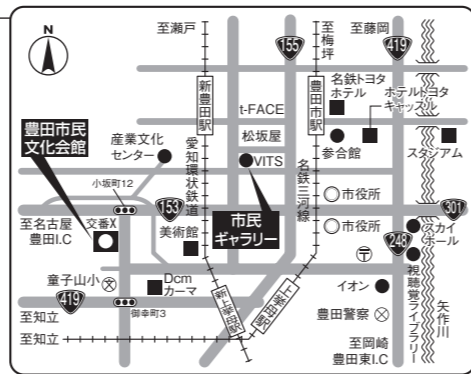 N
至瀬戸
155
至梅坪
至藤岡
419
新豊田駅
豊田市駅
名鉄トヨタ
ホテル
ホテルトヨタ
キャッスル
t-FACE
松坂屋
参合館
スタジアム
豊田市民
文化会館
産業文化
センター
愛知環状鉄道
VITS
名鉄三河線
小坂町12
153
市民
ギャラリー
市役所
301
至名古屋
豊田I.C
交番X
美術館
市役所
248
スカイ
ホール
〒
視聴覚ライブラリー
矢作川
童子山小
文
Dcm
カーマ
新上挙母駅
上挙母駅
イオン
419
至知立
御幸町3
豊田警察
至知立
至岡崎
豊田東I.C